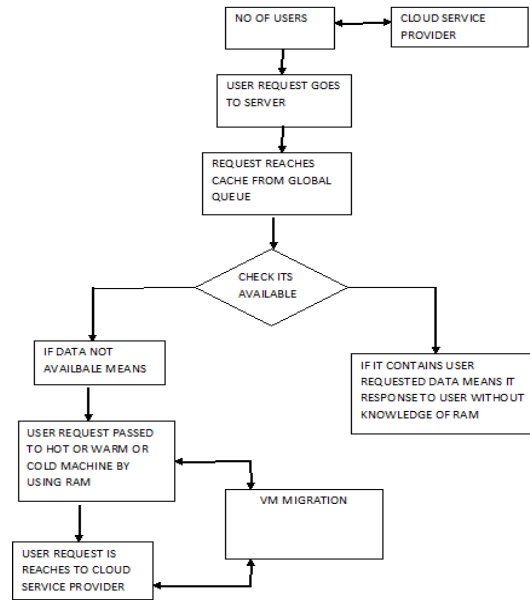 NO OF USERS
CLOUD SERVICE
PROVIDER
USER REQUEST GOES
TO SERVER
REQUEST REACHES
CACHE FROM GLOBAL
QUEUE
CHECK ITS
AVAILABLE
IF DATA NOT
AVAILBALE MEANS
IF IT CONTAINS USER
REQUESTED DATA MEANS IT
RESPONSE TO USER WITHOUT
KNOWLEDGE OF RAM
USER REQUEST PASSED
TO HOT OR WARM OR
COLD MACHINE BY
USING RAM
VM MIGRATION
USER REQUEST IS
REACHES TO CLOUD
SERVICE PROVIDER